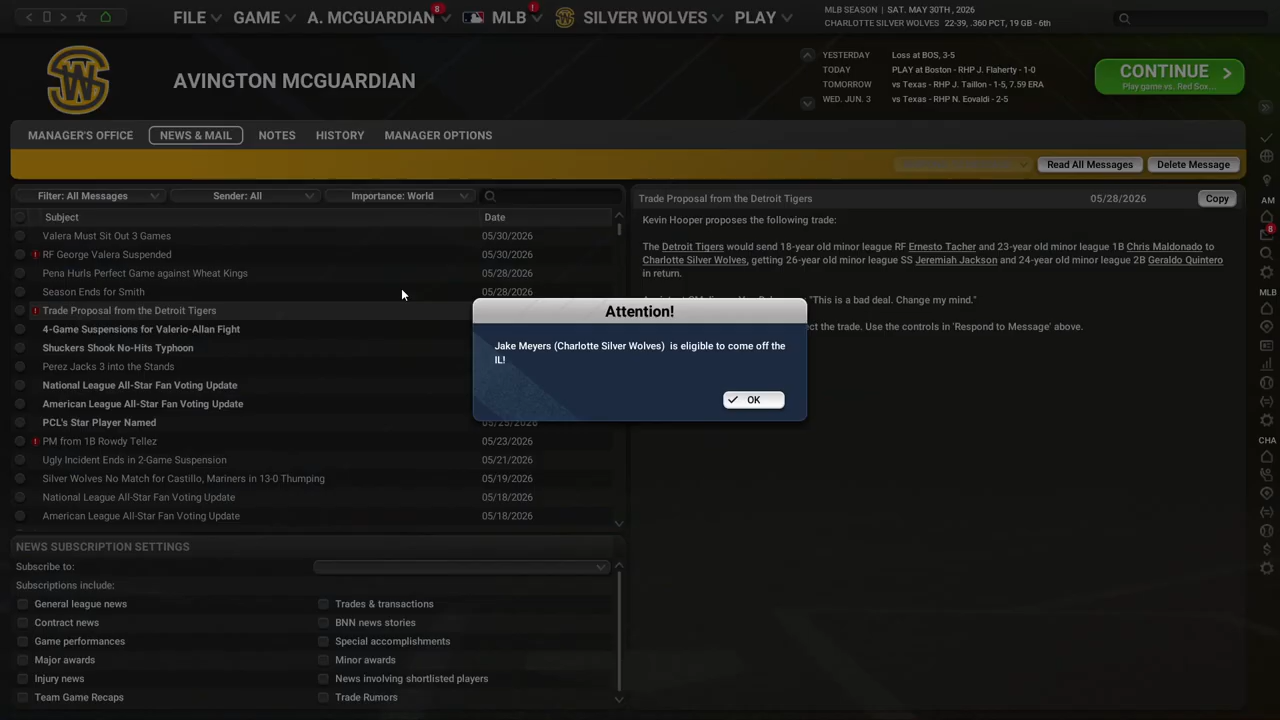 FILE
GAME
A. MCGUARDIAN
8
MLB
!
SILVER WOLVES
PLAY
MLB SEASON | SAT. MAY 30TH , 2026
CHARLOTTE SILVER WOLVES 22-39, .360 PCT, 19 GB - 6th
AVINGTON MCGUARDIAN
YESTERDAY Loss at BOS, 3-5
TODAY PLAY at Boston - RHP J. Flaherty - 1-0
TOMORROW vs Texas - RHP J. Taillon - 1-5, 7.59 ERA
WED. JUN. 3 vs Texas - RHP N. Eovaldi - 2-5
CONTINUE
Play game vs. Red Sox...
MANAGER'S OFFICE
NEWS & MAIL
NOTES
HISTORY
MANAGER OPTIONS
Read All Messages
Delete Message
Filter: All Messages
Sender: All
Importance: World
Subject Date
Valera Must Sit Out 3 Games 05/30/2026
! RF George Valera Suspended 05/30/2026
Pena Hurls Perfect Game against Wheat Kings 05/28/2026
Season Ends for Smith 05/28/2026
! Trade Proposal from the Detroit Tigers
4-Game Suspensions for Valerio-Allan Fight
Shuckers Shook No-Hits Typhoon
Perez Jacks 3 into the Stands
National League All-Star Fan Voting Update
American League All-Star Fan Voting Update
PCL's Star Player Named 05/25/2026
! PM from 1B Rowdy Tellez 05/23/2026
Ugly Incident Ends in 2-Game Suspension 05/21/2026
Silver Wolves No Match for Castillo, Mariners in 13-0 Thumping 05/19/2026
National League All-Star Fan Voting Update 05/18/2026
American League All-Star Fan Voting Update 05/18/2026
Trade Proposal from the Detroit Tigers 05/28/2026
Copy
Kevin Hooper proposes the following trade:
The Detroit Tigers would send 18-year old minor league RF Ernesto Tacher and 23-year old minor league 1B Chris Maldonado to
Charlotte Silver Wolves, getting 26-year old minor league SS Jeremiah Jackson and 24-year old minor league 2B Geraldo Quintero
in return.
"This is a bad deal. Change my mind."
ct the trade. Use the controls in 'Respond to Message' above.
Attention!
Jake Meyers (Charlotte Silver Wolves) is eligible to come off the
IL!
OK
NEWS SUBSCRIPTION SETTINGS
Subscribe to:
Subscriptions include:
General league news
Trades & transactions
Contract news
BNN news stories
Game performances
Special accomplishments
Major awards
Minor awards
Injury news
News involving shortlisted players
Team Game Recaps
Trade Rumors
AM
8
MLB
CHA